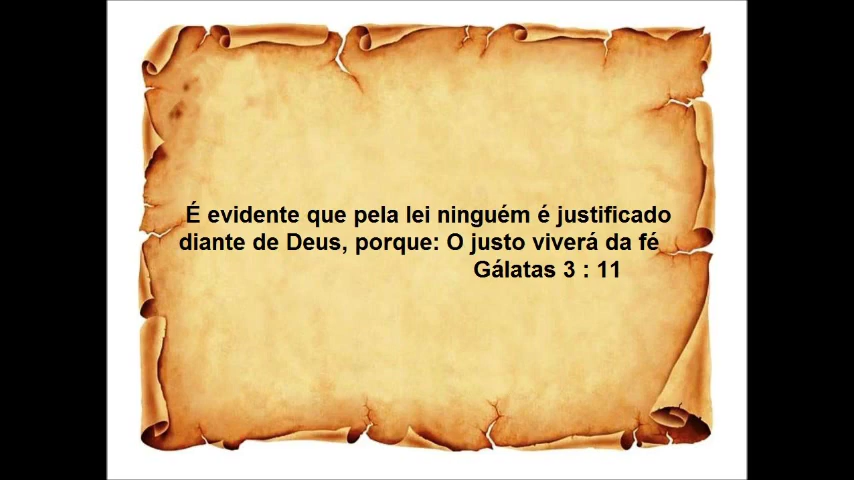 É evidente que pela lei ninguém é justificado
diante de Deus, porque: O justo viverá da fé
Gálatas 3 : 11